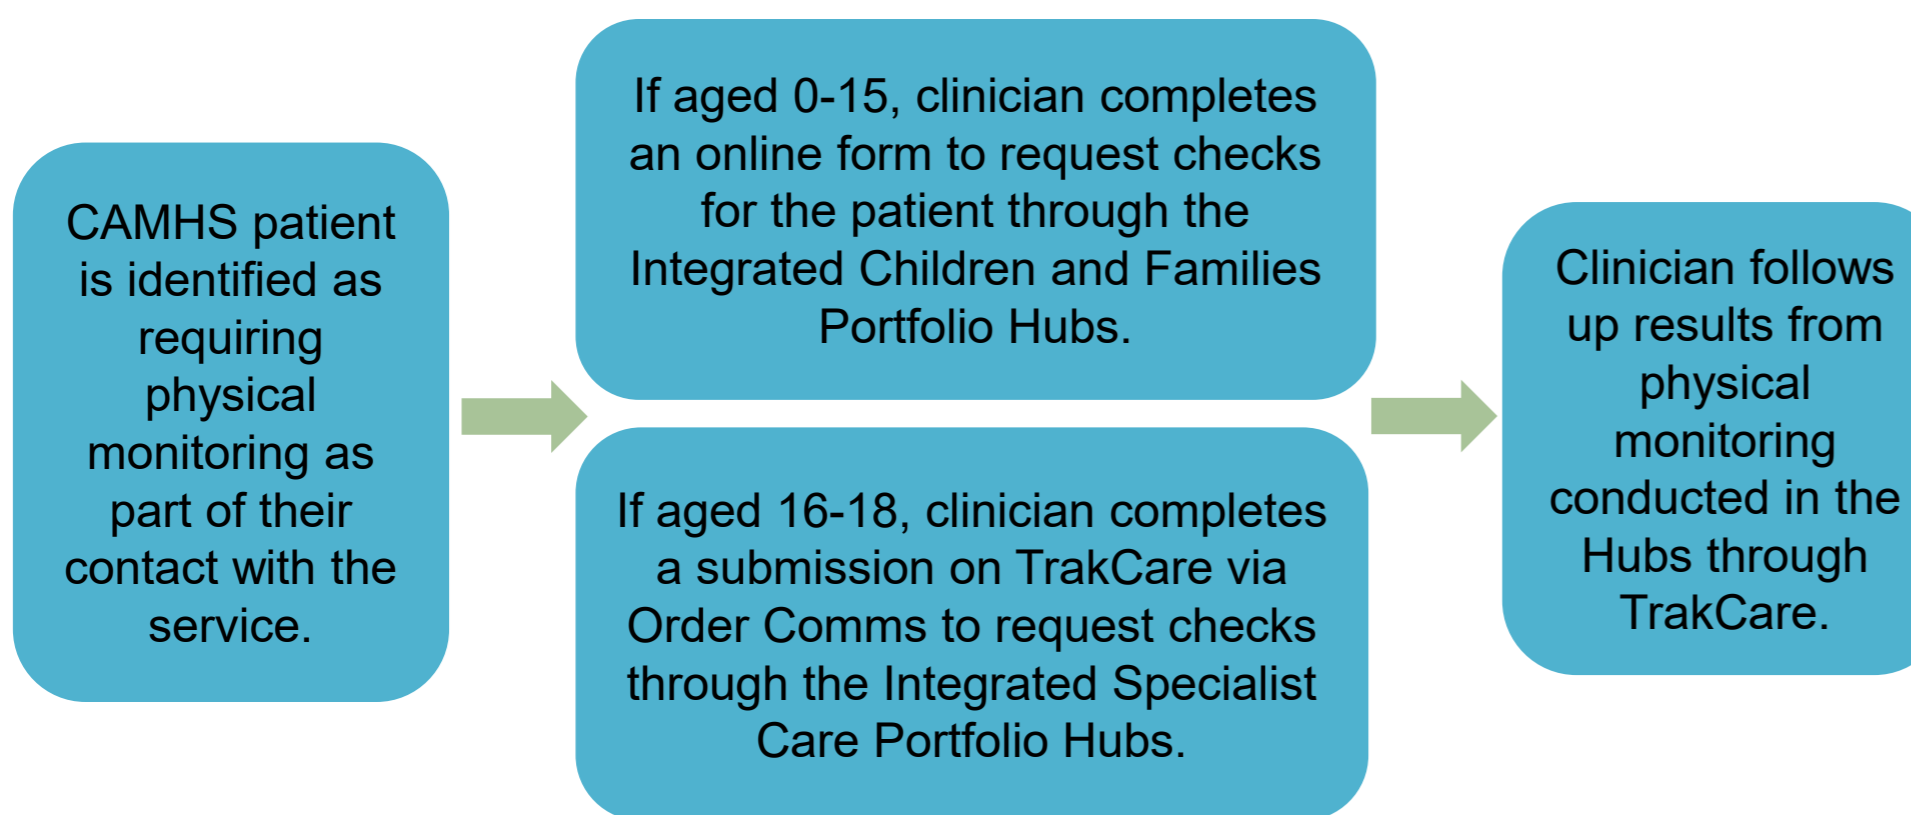 CAMHS patient
is identified as
requiring
physical
monitoring as
part of their
contact with the
service.
If aged 0-15, clinician completes
an online form to request checks
for the patient through the
Integrated Children and Families
Portfolio Hubs.
If aged 16-18, clinician completes
a submission on TrakCare via
Order Comms to request checks
through the Integrated Specialist
Care Portfolio Hubs.
Clinician follows
up results from
physical
monitoring
conducted in the
Hubs through
TrakCare.